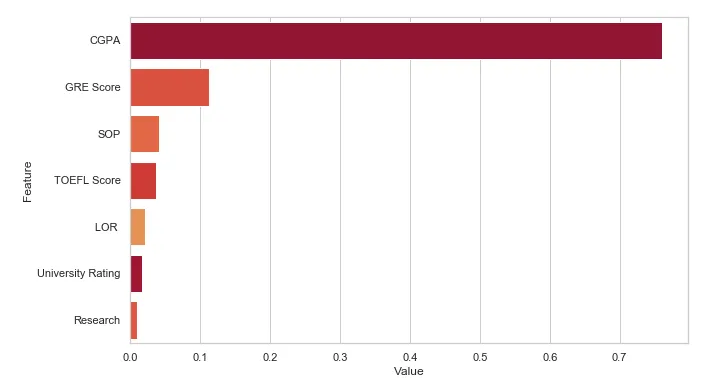 CGPA
GRE Score
SOP
TOEFL Score
LOR
University Rating
Research
Feature
0.0 0.1 0.2 0.3 0.4 0.5 0.6 0.7
Value